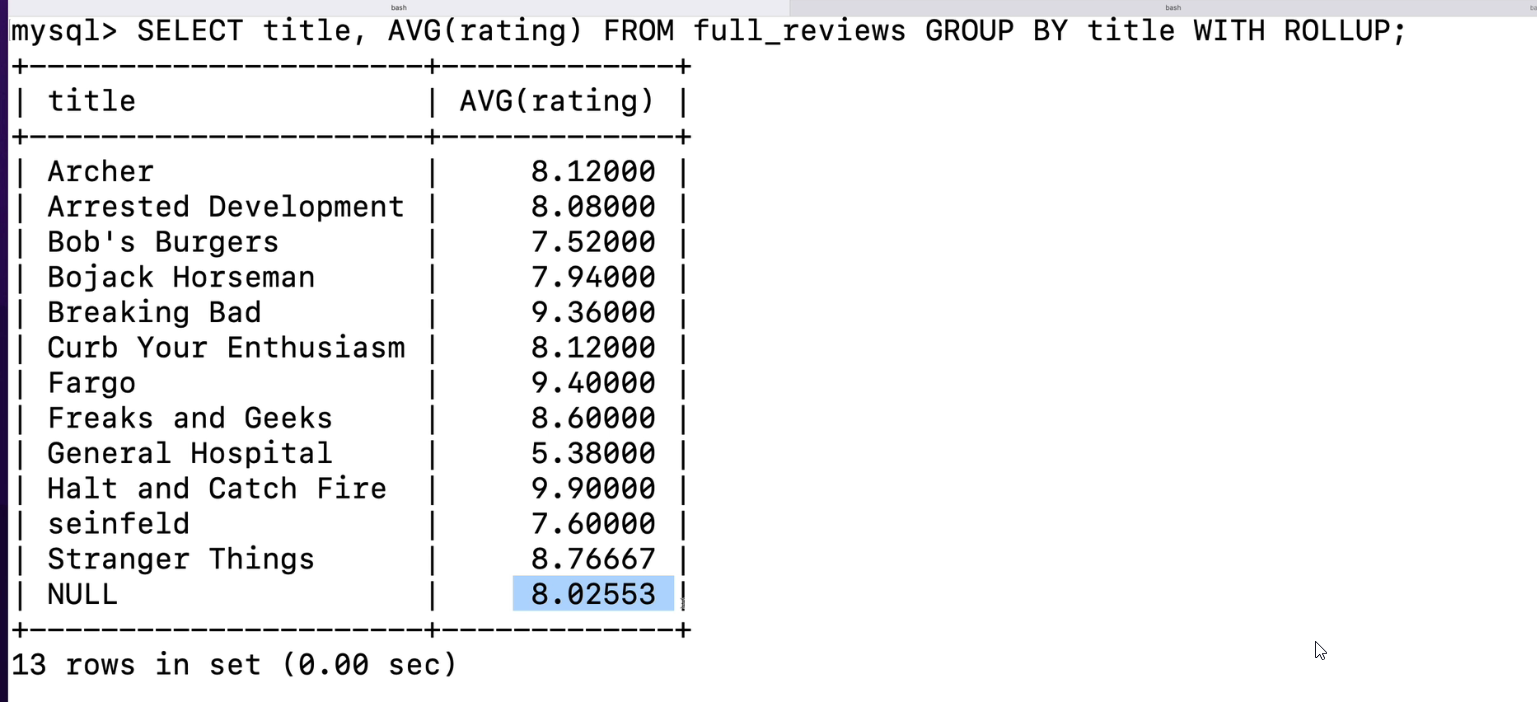 bash bash
mysql> SELECT title, AVG(rating) FROM full_reviews GROUP BY title WITH ROLLUP;
+----------------------+-------------+
| title                | AVG(rating) |
+----------------------+-------------+
| Archer               |     8.12000 |
| Arrested Development |     8.08000 |
| Bob's Burgers        |     7.52000 |
| Bojack Horseman      |     7.94000 |
| Breaking Bad         |     9.36000 |
| Curb Your Enthusiasm |     8.12000 |
| Fargo                |     9.40000 |
| Freaks and Geeks     |     8.60000 |
| General Hospital     |     5.38000 |
| Halt and Catch Fire  |     9.90000 |
| seinfeld             |     7.60000 |
| Stranger Things      |     8.76667 |
| NULL                 |     8.02553 |
+----------------------+-------------+
13 rows in set (0.00 sec)